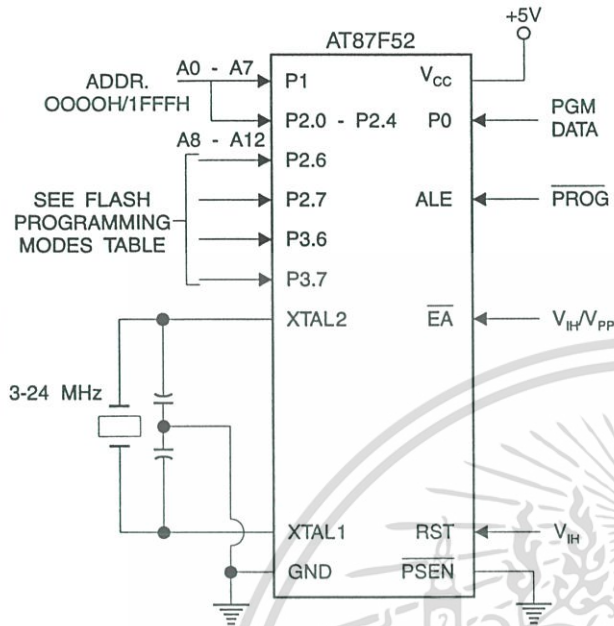 +5V
AT87F52
ADDR.
OOOOH/1FFFH
A0 - A7
P1
VCC
P2.0 - P2.4
P0
PGM
DATA
A8 - A12
P2.6
SEE FLASH
PROGRAMMING
MODES TABLE
P2.7
ALE
PROG
P3.6
P3.7
XTAL2
EA
VIH/VPP
3-24 MHz
XTAL1
RST
VIH
GND
PSEN